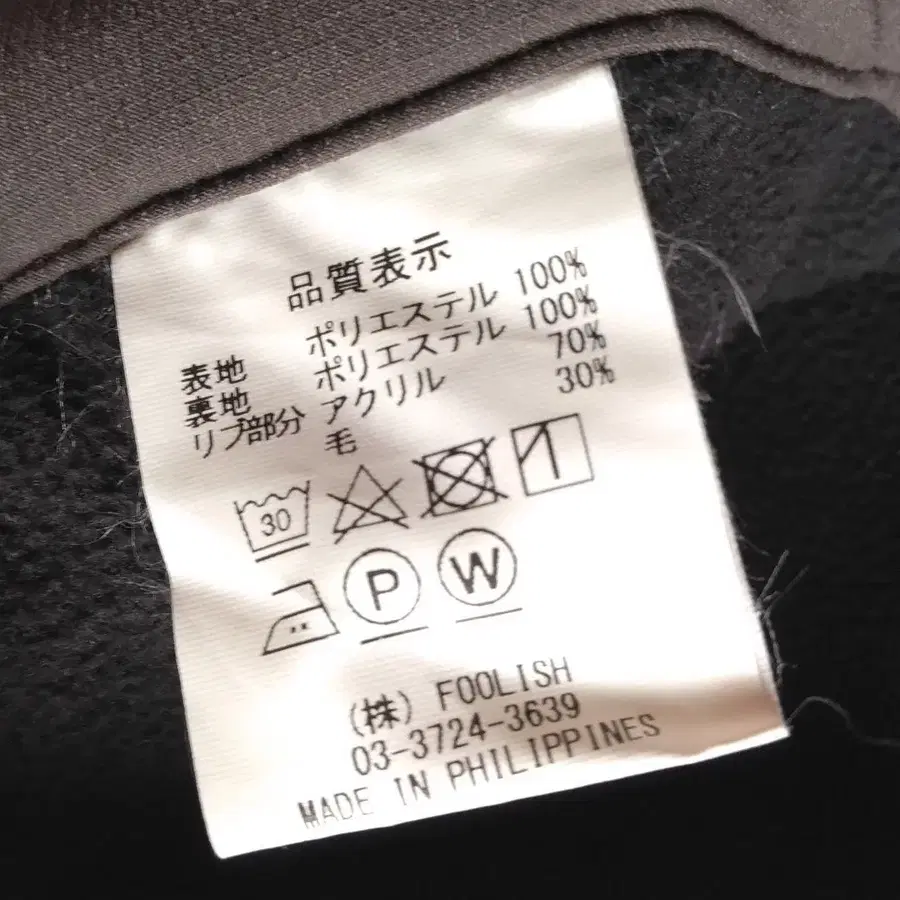 品質表示
表地 ポリエステル 100%
裏地 ポリエステル 100%
リブ部分 アクリル 70%
毛 30%
30
P W
(株) FOOLISH
03-3724-3639
MADE IN PHILIPPINES